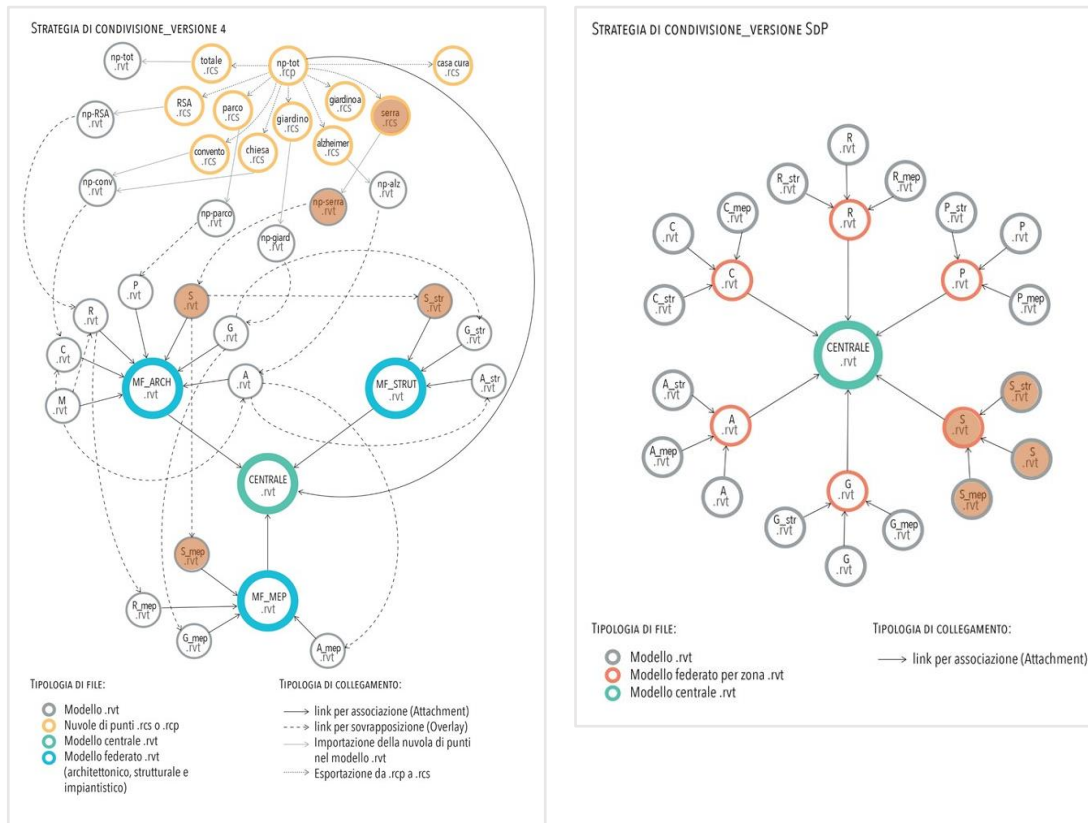 STRATEGIA DI CONDIVISIONE_VERSIONE 4
np-tot
.rvt
totale
.rcs
np-tot
.rcp
casa cura
.rcs
np-RSA
.rvt
RSA
.rcs
parco
.rcs
giardino
.rcs
giardinoa
.rcs
serra
.rcs
convento
.rcs
chiesa
.rcs
alzheimer
.rcs
np-conv
.rvt
np-parco
.rvt
np-giard
.rvt
np-serra
.rvt
np-alz
.rvt
P
.rvt
S
.rvt
S_str
.rvt
R
.rvt
G
.rvt
G_str
.rvt
C
.rvt
MF_ARCH
.rvt
A
.rvt
MF_STRUT
.rvt
A_str
.rvt
M
.rvt
CENTRALE
.rvt
S_mep
.rvt
MF_MEP
.rvt
R_mep
.rvt
G_mep
.rvt
A_mep
.rvt
TIPOLOGIA DI FILE:
Modello .rvt
Nuvole di punti .rcs o .rcp
Modello centrale .rvt
Modello federato .rvt
(architettonico, strutturale e
impiantistico)
TIPOLOGIA DI COLLEGAMENTO:
link per associazione (Attachment)
link per sovrapposizione (Overlay)
Importazione della nuvola di punti
nel modello .rvt
Esportazione da .rcp a .rcs
STRATEGIA DI CONDIVISIONE_VERSIONE SDP
R
.rvt
R_str
.rvt
R_mep
.rvt
R
.rvt
C_mep
.rvt
C
.rvt
C
.rvt
C_str
.rvt
P_str
.rvt
P
.rvt
P
.rvt
P_mep
.rvt
CENTRALE
.rvt
A_str
.rvt
A
.rvt
A_mep
.rvt
A
.rvt
S_str
.rvt
S
.rvt
S
.rvt
S_mep
.rvt
G
.rvt
G_str
.rvt
G_mep
.rvt
G
.rvt
TIPOLOGIA DI FILE:
Modello .rvt
Modello federato per zona .rvt
Modello centrale .rvt
TIPOLOGIA DI COLLEGAMENTO:
link per associazione (Attachment)